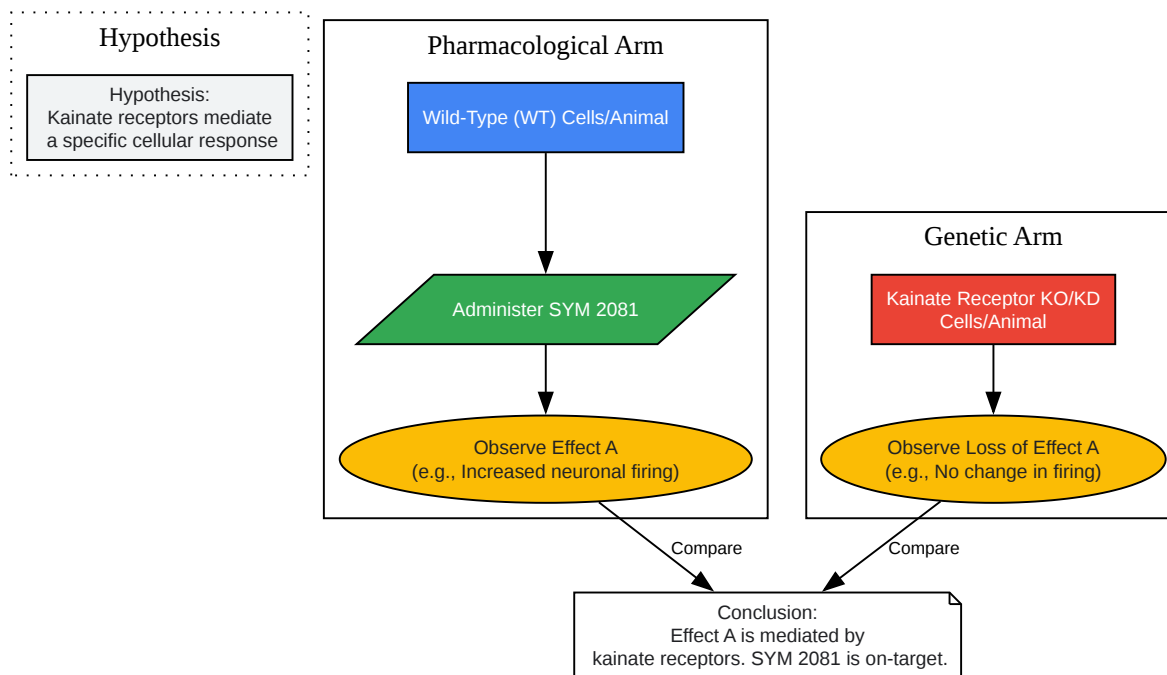 Hypothesis
Hypothesis:
Kainate receptors mediate
a specific cellular response
Pharmacological Arm
Wild-Type (WT) Cells/Animal
Administer SYM 2081
Observe Effect A
(e.g., Increased neuronal firing)
Genetic Arm
Kainate Receptor KO/KD
Cells/Animal
Observe Loss of Effect A
(e.g., No change in firing)
Compare
Compare
Conclusion:
Effect A is mediated by
kainate receptors. SYM 2081 is on-target.